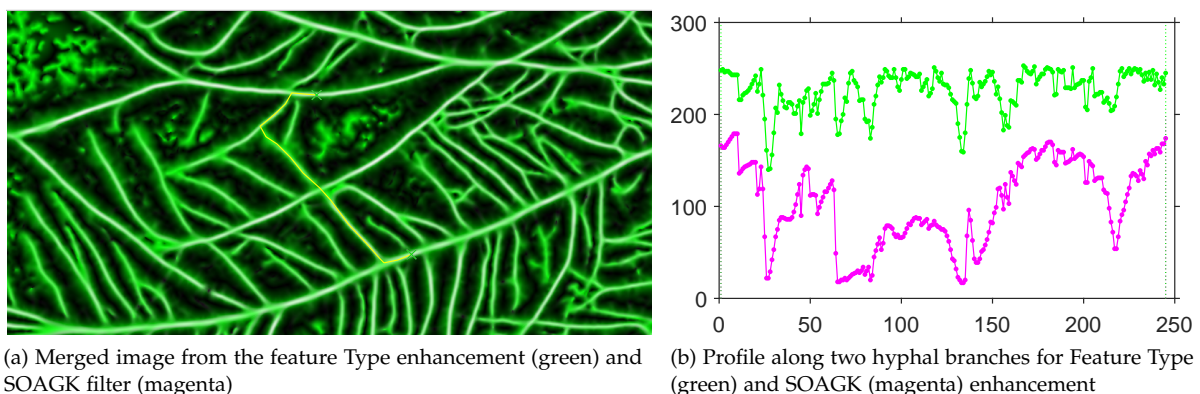 300
200
100
0
0 50 100 150 200 250
(a) Merged image from the feature Type enhancement (green) and
SOAGK filter (magenta)
(b) Profile along two hyphal branches for Feature Type
(green) and SOAGK (magenta) enhancement